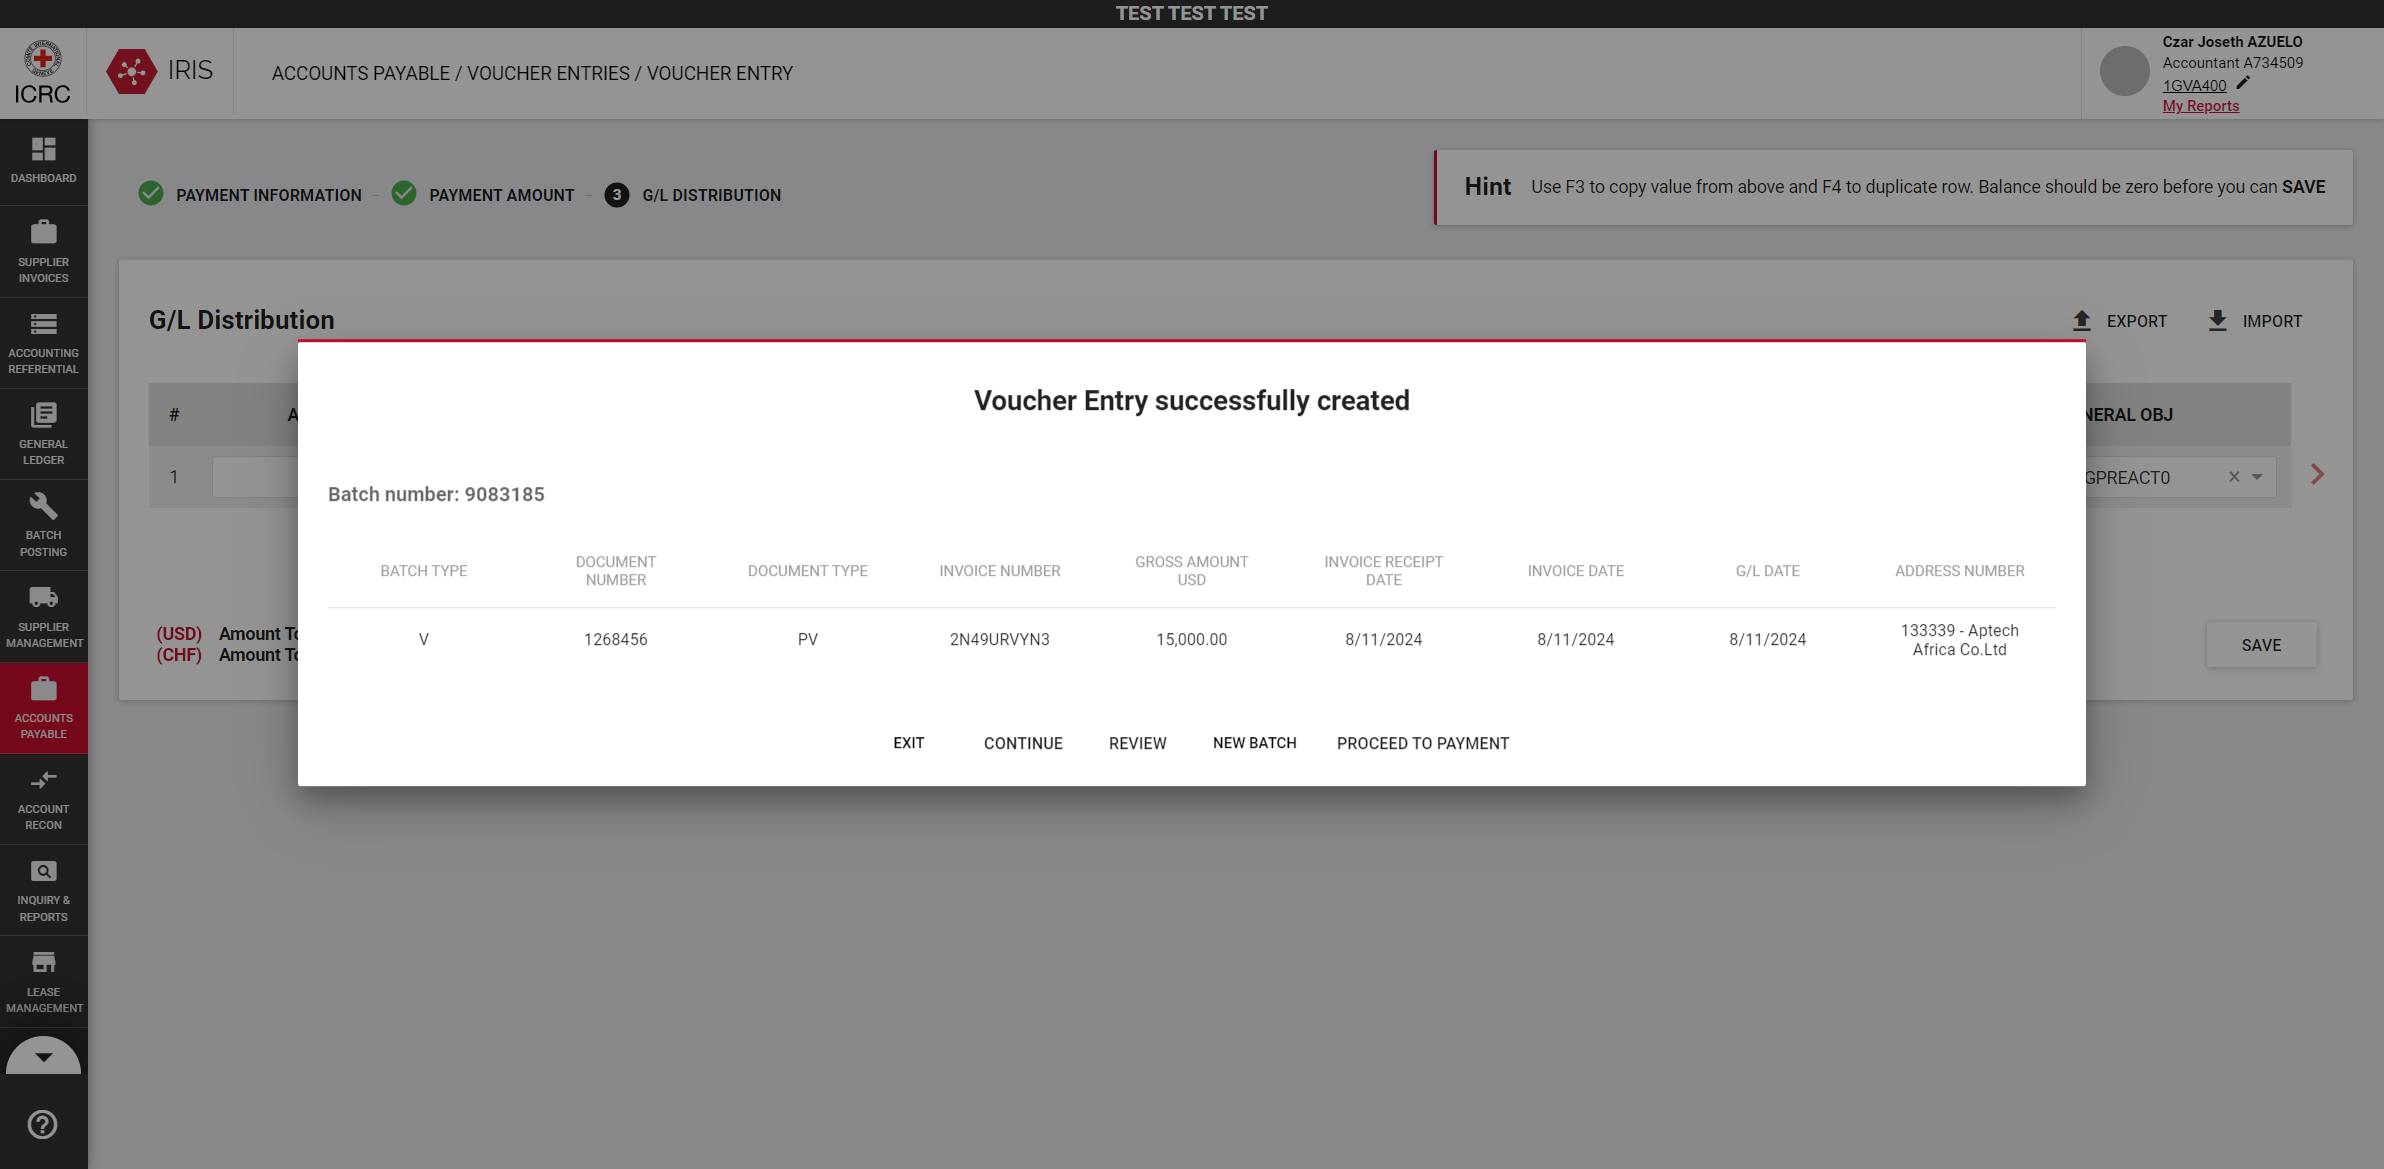 TEST TEST TEST
ICRC
IRIS
ACCOUNTS PAYABLE / VOUCHER ENTRIES / VOUCHER ENTRY
Czar Joseth AZUELO
Accountant A734509
1GVA400
My Reports
DASHBOARD
SUPPLIER
INVOICES
ACCOUNTING
REFERENTIAL
GENERAL
LEDGER
BATCH
POSTING
SUPPLIER
MANAGEMENT
ACCOUNTS
PAYABLE
ACCOUNT
RECON
INQUIRY &
REPORTS
LEASE
MANAGEMENT
PAYMENT INFORMATION
PAYMENT AMOUNT
3 G/L DISTRIBUTION
Hint Use F3 to copy value from above and F4 to duplicate row. Balance should be zero before you can SAVE
G/L Distribution
EXPORT
IMPORT
# A
NERAL OBJ
1
GPREACT0
(USD) Amount To
(CHF) Amount To
SAVE
Voucher Entry successfully created
Batch number: 9083185
BATCH TYPE
DOCUMENT
NUMBER
DOCUMENT TYPE
INVOICE NUMBER
GROSS AMOUNT
USD
INVOICE RECEIPT
DATE
INVOICE DATE
G/L DATE
ADDRESS NUMBER
V
1268456
PV
2N49URVYN3
15,000.00
8/11/2024
8/11/2024
8/11/2024
133339 - Aptech
Africa Co.Ltd
EXIT
CONTINUE
REVIEW
NEW BATCH
PROCEED TO PAYMENT